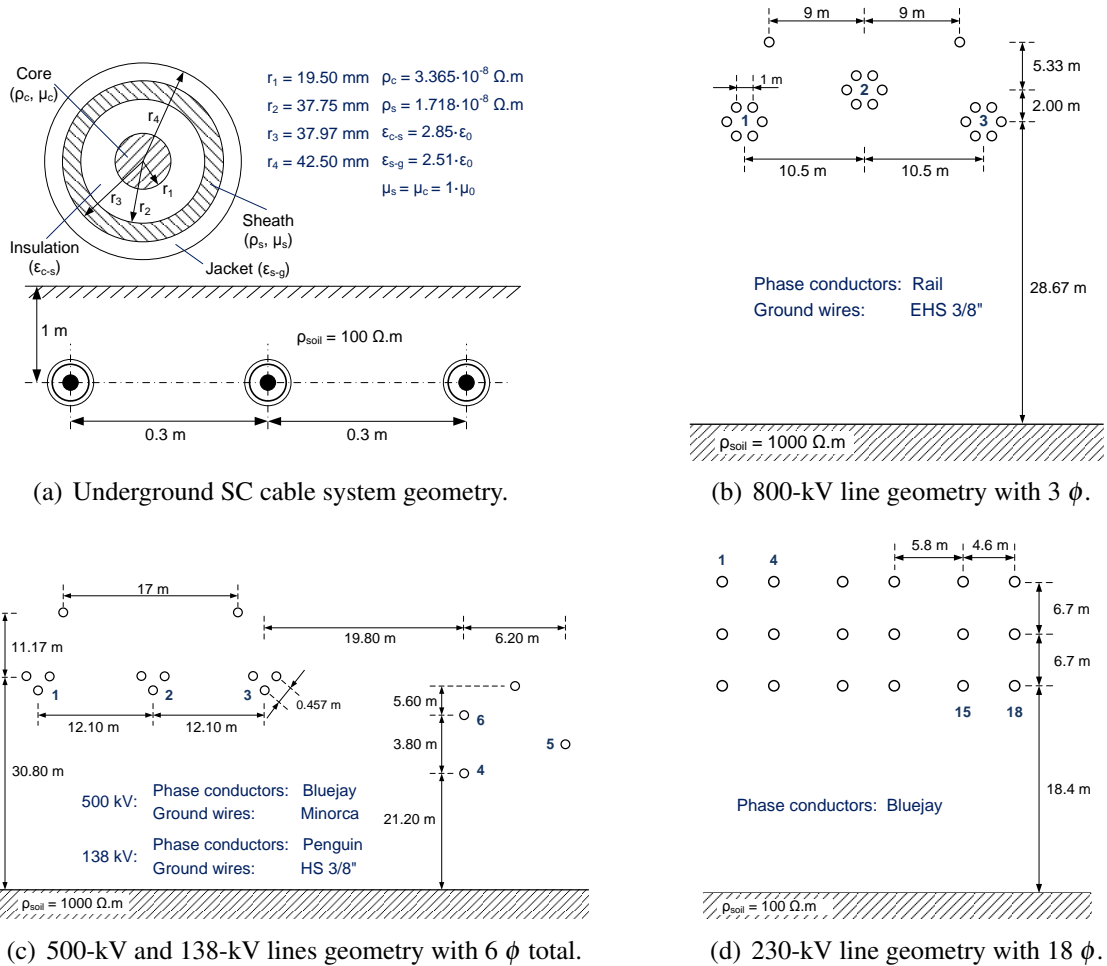 Core
(ρc, μc)
r1 = 19.50 mm ρc = 3.365·10⁻⁸ Ω.m
r2 = 37.75 mm ρs = 1.718·10⁻⁸ Ω.m
r3 = 37.97 mm εc-s = 2.85·ε0
r4 = 42.50 mm εs-g = 2.51·ε0
μs = μc = 1·μ0
r4
r1
r3
r2
Insulation
(εc-s)
Sheath
(ρs, μs)
Jacket (εs-g)
1 m
ρsoil = 100 Ω.m
0.3 m
0.3 m
(a) Underground SC cable system geometry.
9 m
9 m
5.33 m
1 m
2
2.00 m
1
3
10.5 m
10.5 m
28.67 m
Phase conductors: Rail
Ground wires: EHS 3/8"
ρsoil = 1000 Ω.m
(b) 800-kV line geometry with 3 ϕ.
17 m
11.17 m
19.80 m
6.20 m
1
2
3
0.457 m
12.10 m
12.10 m
5.60 m
6
3.80 m
5
4
30.80 m
21.20 m
500 kV:
Phase conductors: Bluejay
Ground wires: Minorca
138 kV:
Phase conductors: Penguin
Ground wires: HS 3/8"
ρsoil = 1000 Ω.m
(c) 500-kV and 138-kV lines geometry with 6 ϕ total.
5.8 m
4.6 m
1
4
6.7 m
6.7 m
15
18
18.4 m
Phase conductors: Bluejay
ρsoil = 100 Ω.m
(d) 230-kV line geometry with 18 ϕ.